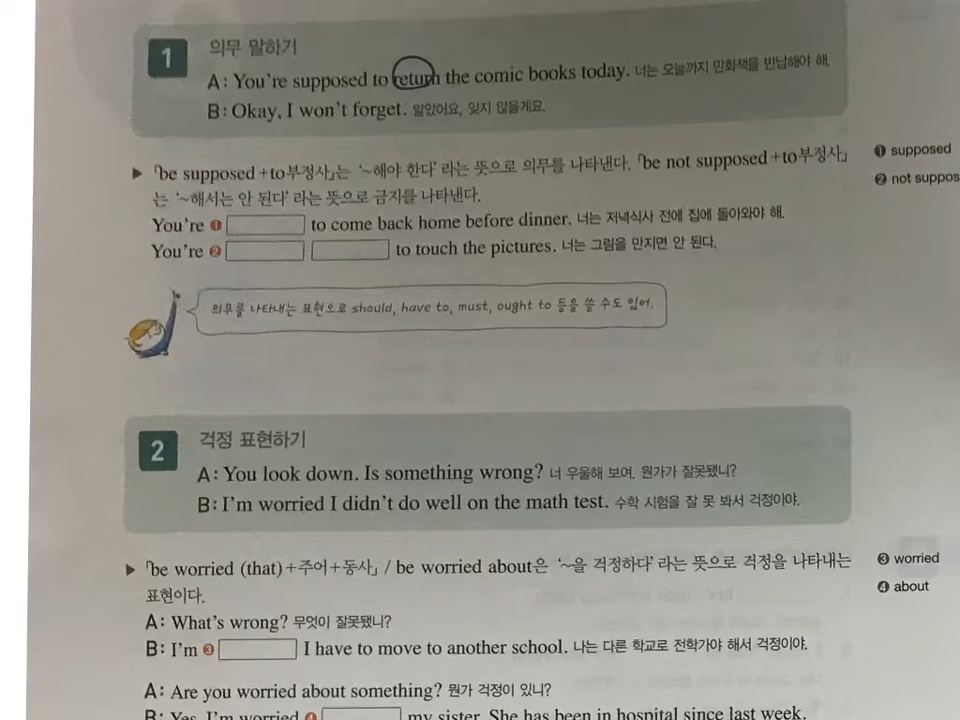 1 의무 말하기
A: You're supposed to return the comic books today. 너는 오늘까지 만화책을 반납해야 해.
B: Okay, I won't forget. 알았어요, 잊지 않을게요.
▶ 「be supposed+to부정사」는 '~해야 한다' 라는 뜻으로 의무를 나타낸다. 「be not supposed+to부정사」
는 '~해서는 안 된다' 라는 뜻으로 금지를 나타낸다.
❶ supposed
❷ not suppos
You're ❶ to come back home before dinner. 너는 저녁식사 전에 집에 돌아와야 해.
You're ❷ to touch the pictures. 너는 그림을 만지면 안 된다.
의무를 나타내는 표현으로 should, have to, must, ought to 등을 쓸 수도 있어.
2 걱정 표현하기
A: You look down. Is something wrong? 너 우울해 보여. 뭔가가 잘못됐니?
B: I'm worried I didn't do well on the math test. 수학 시험을 잘 못 봐서 걱정이야.
▶ 「be worried (that)+주어+동사」 / be worried about은 '~을 걱정하다' 라는 뜻으로 걱정을 나타내는
표현이다.
❸ worried
❹ about
A: What's wrong? 무엇이 잘못됐니?
B: I'm ❸ I have to move to another school. 나는 다른 학교로 전학가야 해서 걱정이야.
A: Are you worried about something? 뭔가 걱정이 있니?
B: Yes, I'm worried ❹ my sister. She has been in hospital since last week.